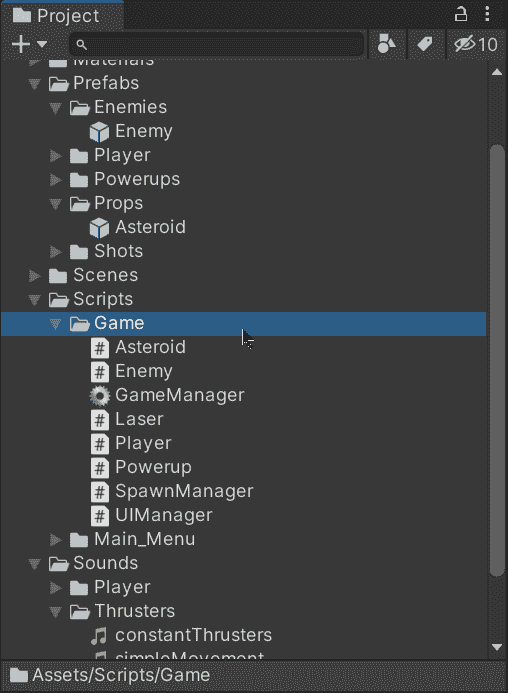 Project
10
Materials
Prefabs
Enemies
Enemy
Player
Powerups
Props
Asteroid
Shots
Scenes
Scripts
Game
Asteroid
Enemy
GameManager
Laser
Player
Powerup
SpawnManager
UIManager
Main_Menu
Sounds
Player
Thrusters
constantThrusters
simpleMovement
Assets/Scripts/Game